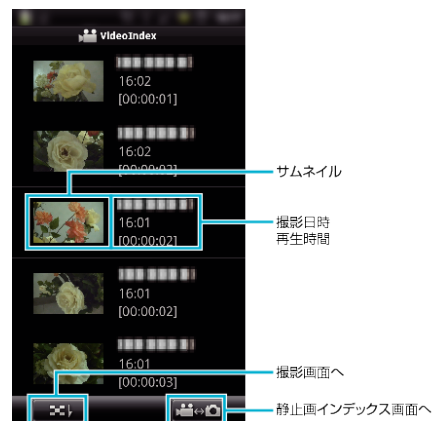 VideoIndex
16:02
[00:00:01]
16:02
サムネイル
16:01
[00:00:02]
撮影日時
再生時間
16:01
[00:00:02]
16:01
[00:00:03]
撮影画面へ
静止画インデックス画面へ